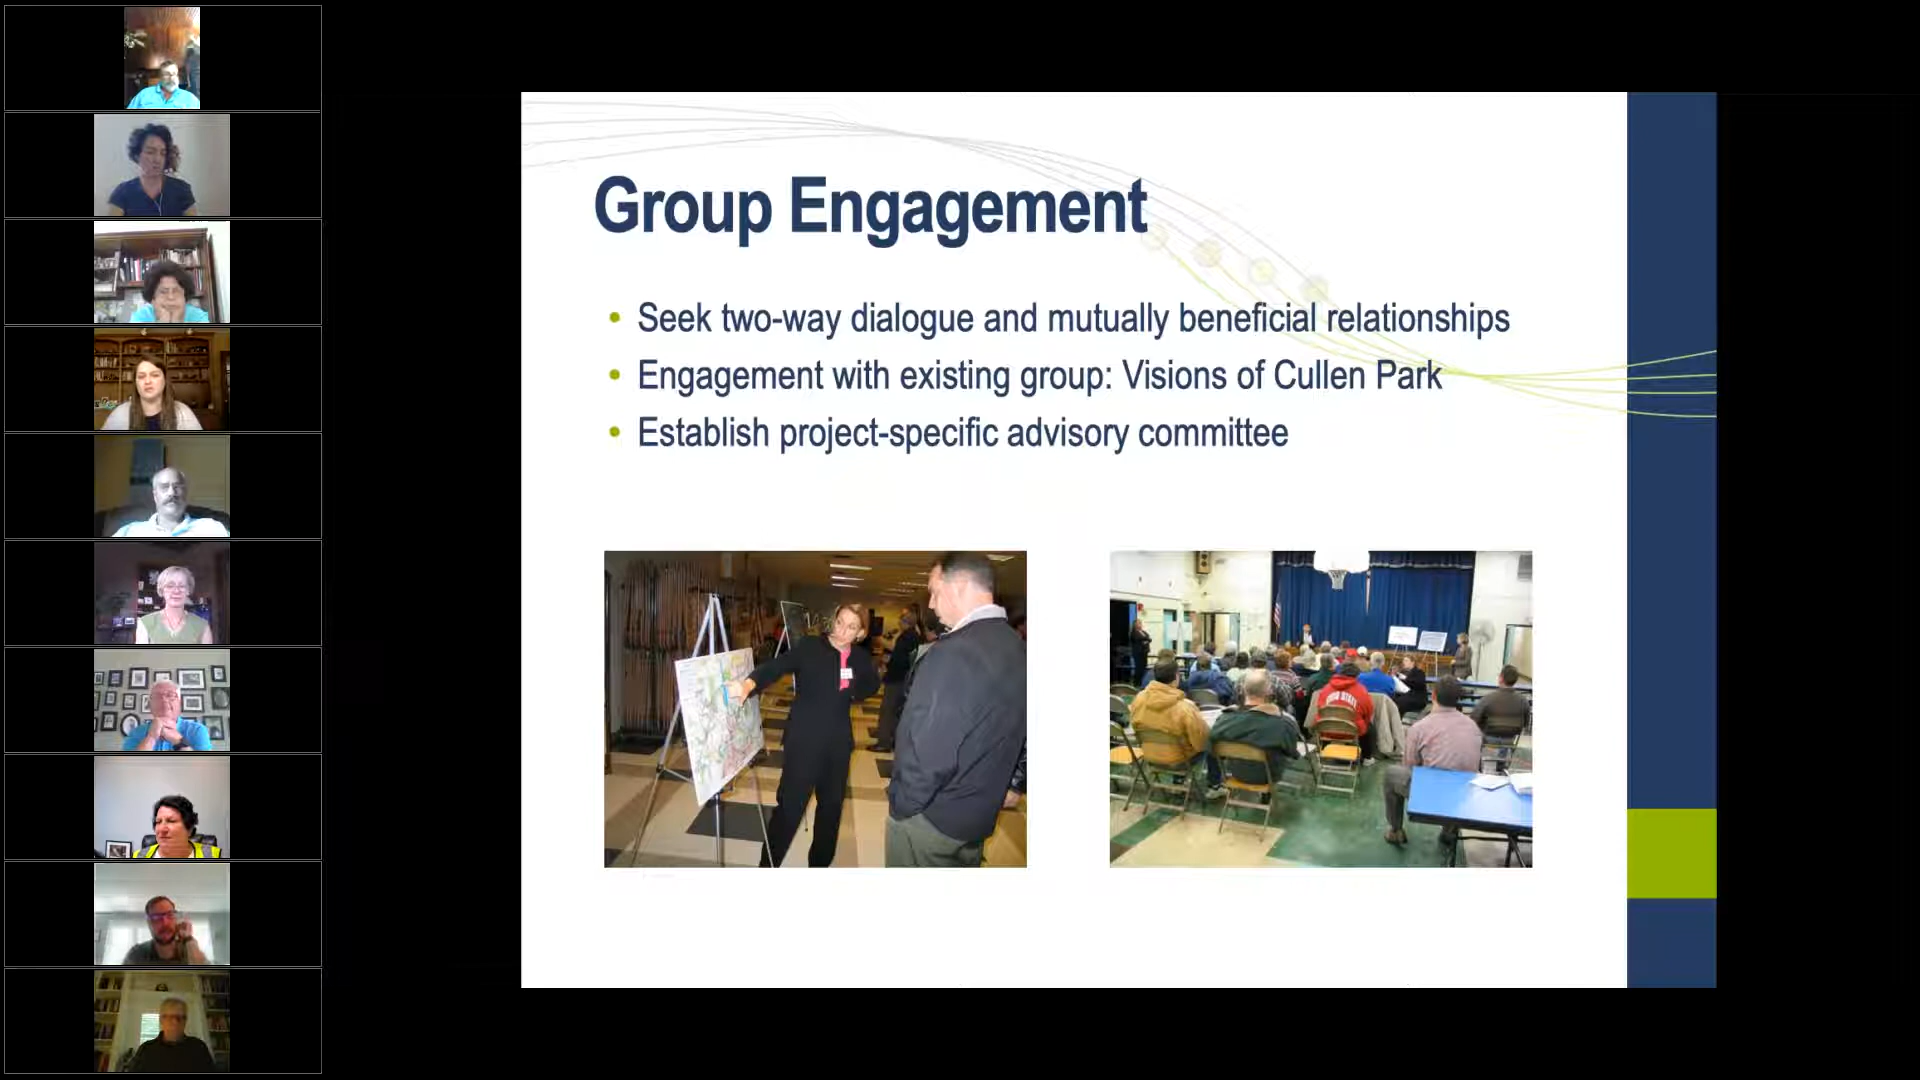 Group Engagement
• Seek two-way dialogue and mutually beneficial relationships
• Engagement with existing group: Visions of Cullen Park
• Establish project-specific advisory committee